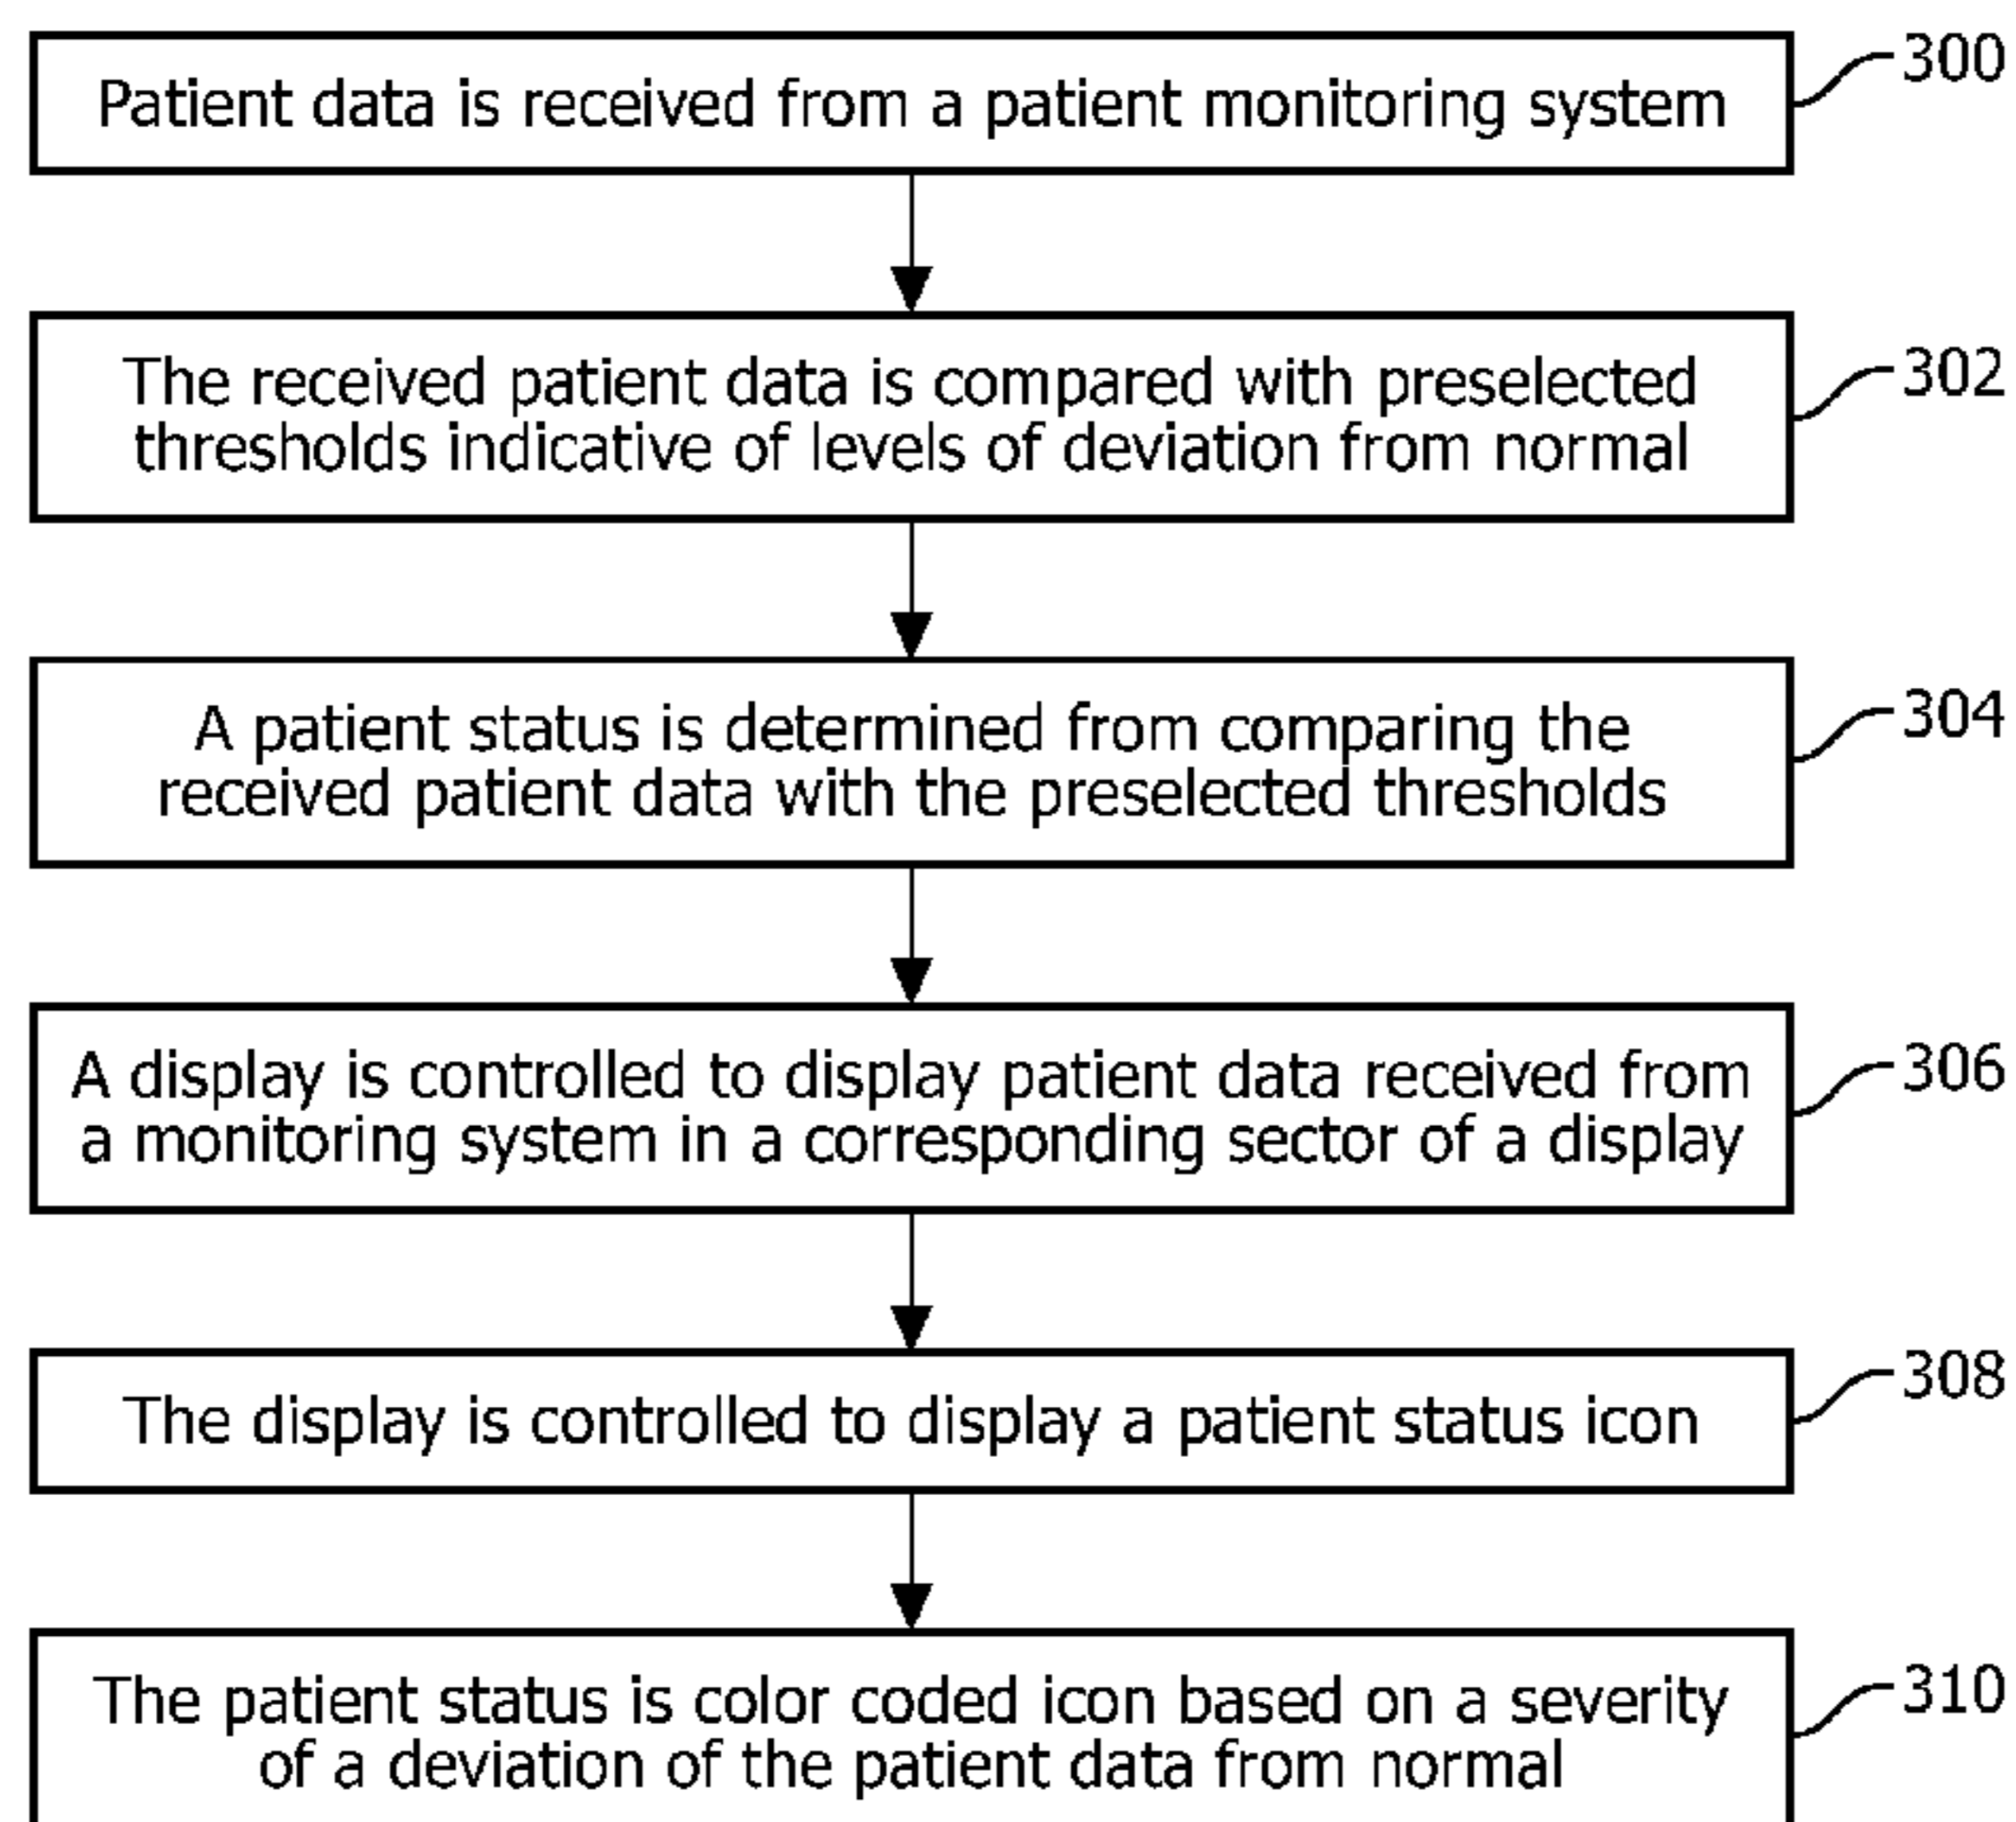 Patient data is received from a patient monitoring system
300
The received patient data is compared with preselected
thresholds indicative of levels of deviation from normal
302
A patient status is determined from comparing the
received patient data with the preselected thresholds
304
A display is controlled to display patient data received from
a monitoring system in a corresponding sector of a display
306
The display is controlled to display a patient status icon
308
The patient status is color coded icon based on a severity
of a deviation of the patient data from normal
310